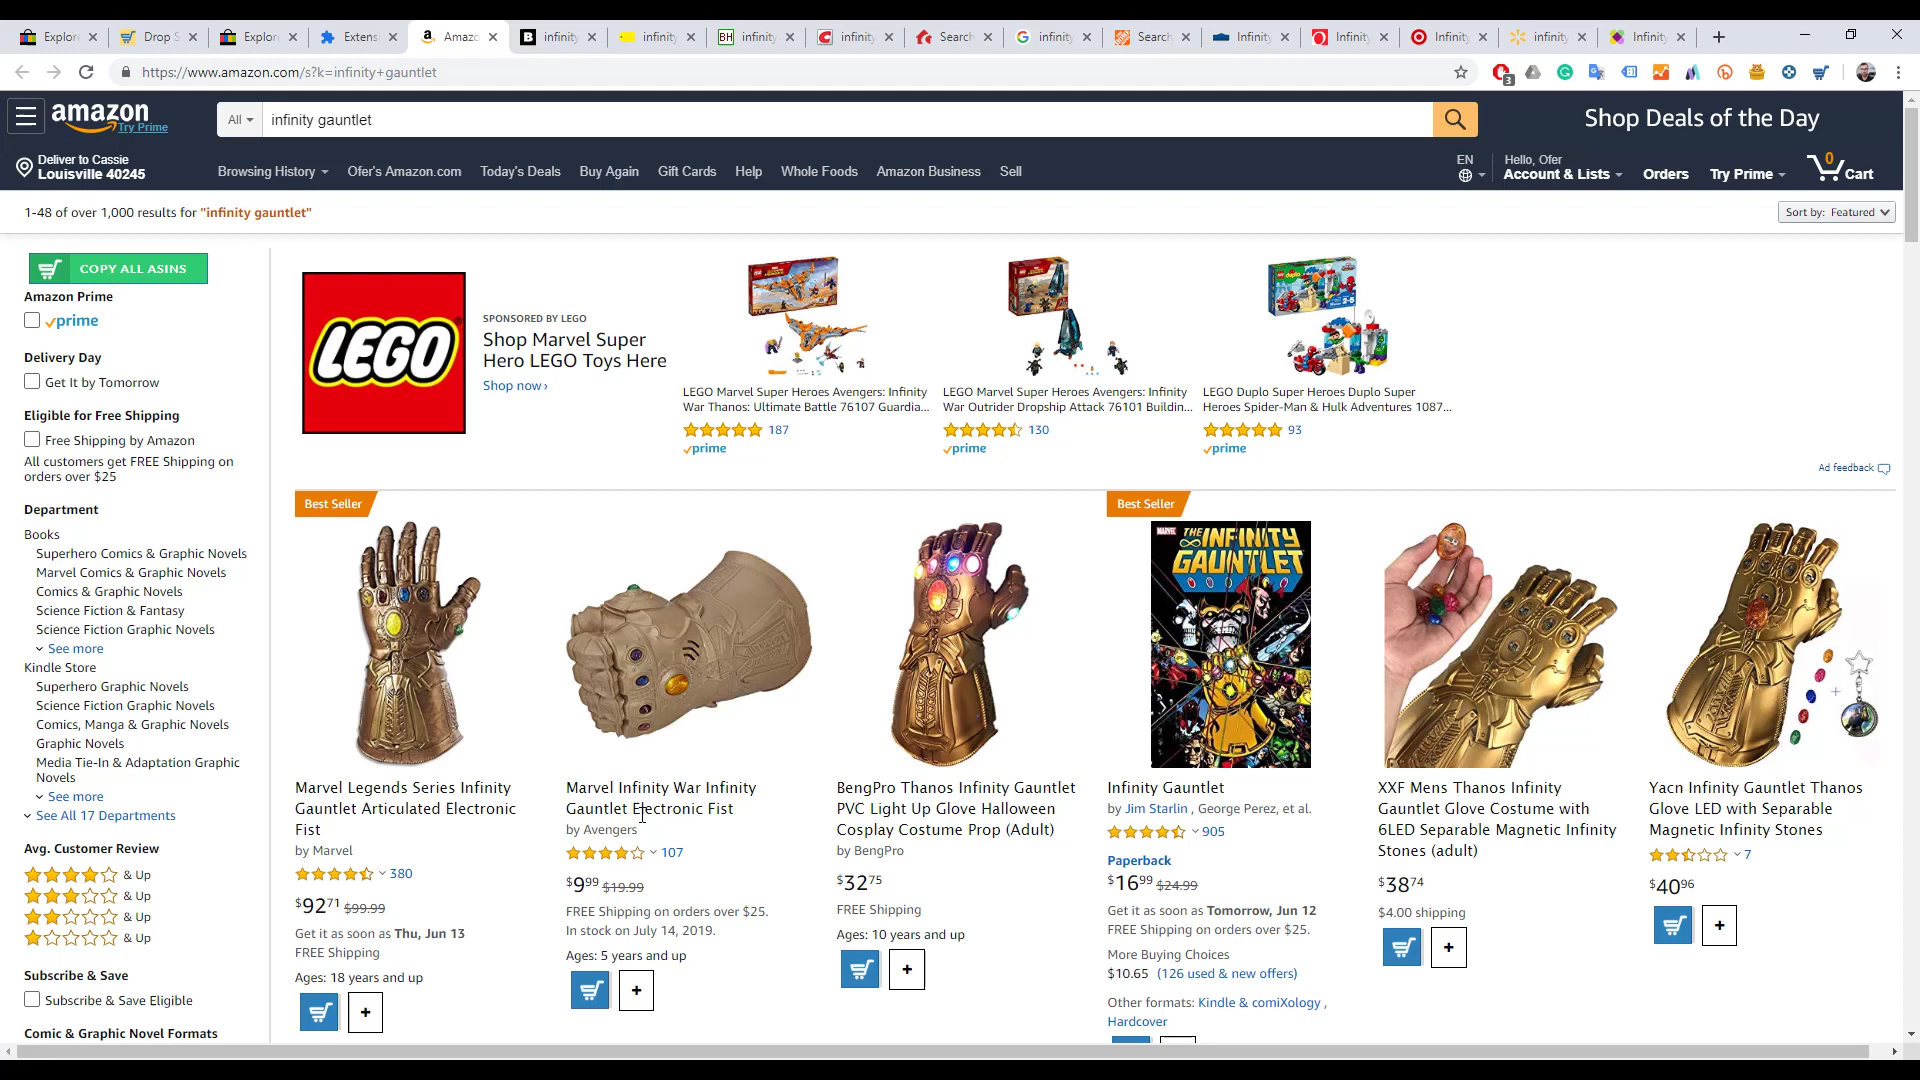 Explor
Drop S
Explor
Extens
Amazo
infinity
infinity
infinity
infinity
Search
infinity
Search
Infinity
Infinity
Infinity
infinity
Infinity
https://www.amazon.com/s?k=infinity+gauntlet
3
amazon
Try Prime
All
infinity gauntlet
Shop Deals of the Day
Deliver to Cassie
Louisville 40245
Browsing History
Ofer's Amazon.com
Today's Deals
Buy Again
Gift Cards
Help
Whole Foods
Amazon Business
Sell
EN
Hello, Ofer
Account & Lists
Orders
Try Prime
0
Cart
1-48 of over 1,000 results for "infinity gauntlet"
Sort by: Featured
COPY ALL ASINS
Amazon Prime
prime
Delivery Day
Get It by Tomorrow
Eligible for Free Shipping
Free Shipping by Amazon
All customers get FREE Shipping on
orders over $25
Department
Books
Superhero Comics & Graphic Novels
Marvel Comics & Graphic Novels
Comics & Graphic Novels
Science Fiction & Fantasy
Science Fiction Graphic Novels
See more
Kindle Store
Superhero Graphic Novels
Science Fiction Graphic Novels
Comics, Manga & Graphic Novels
Graphic Novels
Media Tie-In & Adaptation Graphic
Novels
See more
See All 17 Departments
Avg. Customer Review
& Up
& Up
& Up
& Up
Subscribe & Save
Subscribe & Save Eligible
Comic & Graphic Novel Formats
LEGO
SPONSORED BY LEGO
Shop Marvel Super
Hero LEGO Toys Here
Shop now ›
LEGO Marvel Super Heroes Avengers: Infinity
War Thanos: Ultimate Battle 76107 Guardia...
187
prime
LEGO Marvel Super Heroes Avengers: Infinity
War Outrider Dropship Attack 76101 Buildin...
130
prime
LEGO Duplo Super Heroes Duplo Super
Heroes Spider-Man & Hulk Adventures 1087...
93
prime
Ad feedback
Best Seller
Marvel Legends Series Infinity
Gauntlet Articulated Electronic
Fist
by Marvel
380
$92.71 $99.99
Get it as soon as Thu, Jun 13
FREE Shipping
Ages: 18 years and up
+
Marvel Infinity War Infinity
Gauntlet Electronic Fist
by Avengers
107
$9.99 $19.99
FREE Shipping on orders over $25.
In stock on July 14, 2019.
Ages: 5 years and up
+
BengPro Thanos Infinity Gauntlet
PVC Light Up Glove Halloween
Cosplay Costume Prop (Adult)
by BengPro
$32.75
FREE Shipping
Ages: 10 years and up
+
Best Seller
MARVEL
THE INFINITY
GAUNTLET
Infinity Gauntlet
by Jim Starlin , George Perez, et al.
905
Paperback
$16.99 $24.99
Get it as soon as Tomorrow, Jun 12
FREE Shipping on orders over $25.
More Buying Choices
$10.65 (126 used & new offers)
Other formats: Kindle & comiXology ,
Hardcover
XXF Mens Thanos Infinity
Gauntlet Glove Costume with
6LED Separable Magnetic Infinity
Stones (adult)
$38.74
$4.00 shipping
+
Yacn Infinity Gauntlet Thanos
Glove LED with Separable
Magnetic Infinity Stones
7
$40.96
+